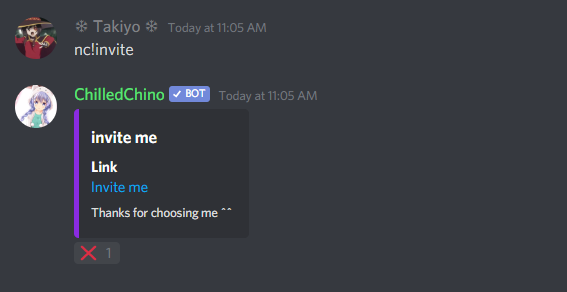 ❄ Takiyo ❄ Today at 11:05 AM
nc!invite
ChilledChino ✓ BOT Today at 11:05 AM
invite me
Link
Invite me
Thanks for choosing me ^^
❌ 1